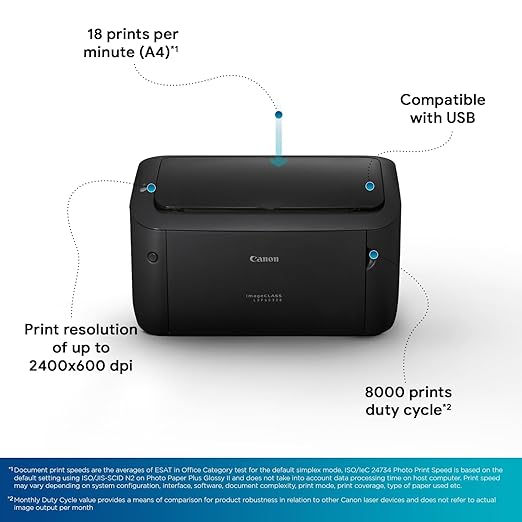 18 prints per
minute (A4)*1
Compatible
with USB
Canon
imageCLASS
Print resolution
of up to
2400x600 dpi
8000 prints
duty cycle*2
*1Document print speeds are the averages of ESAT in Office Category test for the default simplex mode, ISO/IeC 24734 Photo Print Speed is based on the
default setting using ISO/JIS-SCID N2 on Photo Paper Plus Glossy II and does not take into account data processing time on host computer. Print speed
may vary depending on system configuration, interface, software, document complexity, print mode, print coverage, type of paper used etc.
*2Monthly Duty Cycle value provides a means of comparison for product robustness in relation to other Canon laser devices and does not refer to actual
image output per month